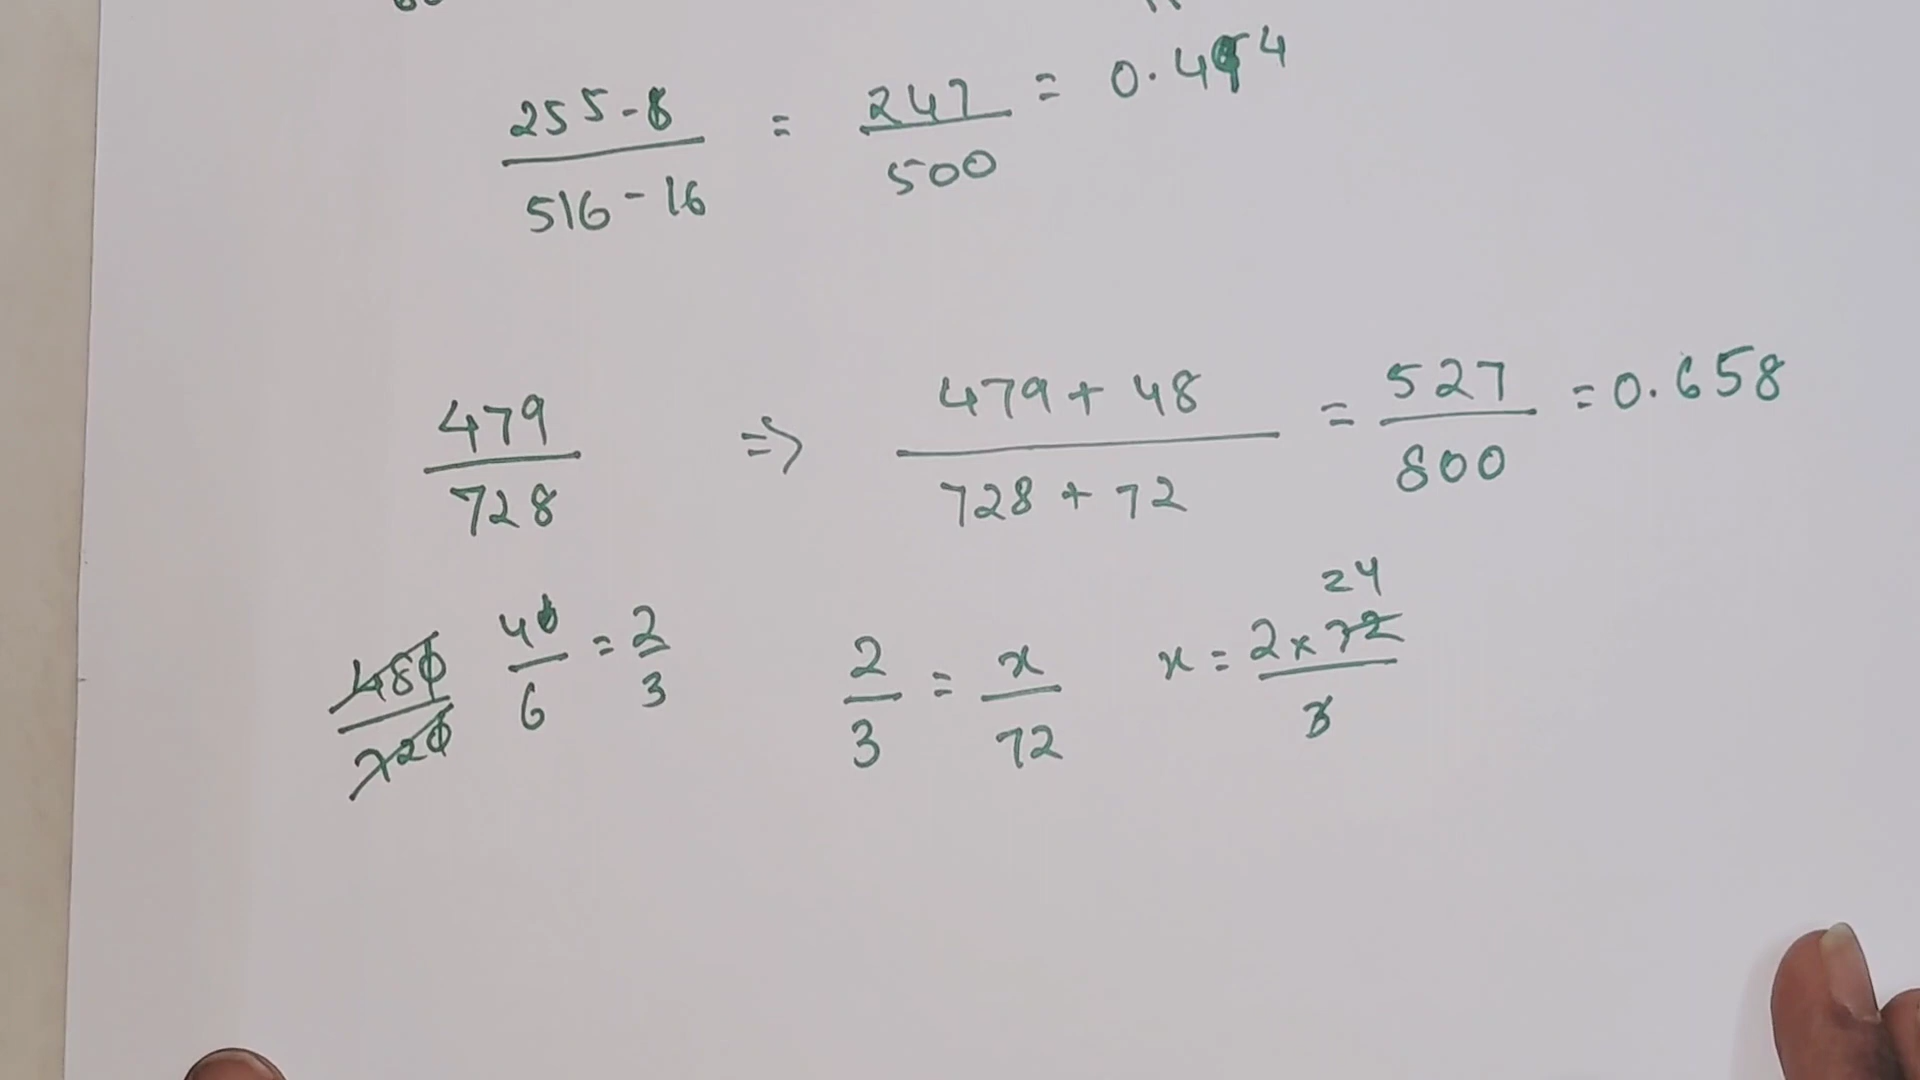 255-8 / 516-16 = 247 / 500 = 0.494
479 / 728 => 479 + 48 / 728 + 72 = 527 / 800 = 0.658
480 / 720 4 / 6 = 2 / 3
2 / 3 = x / 72
x = 2 x 72 / 3
24